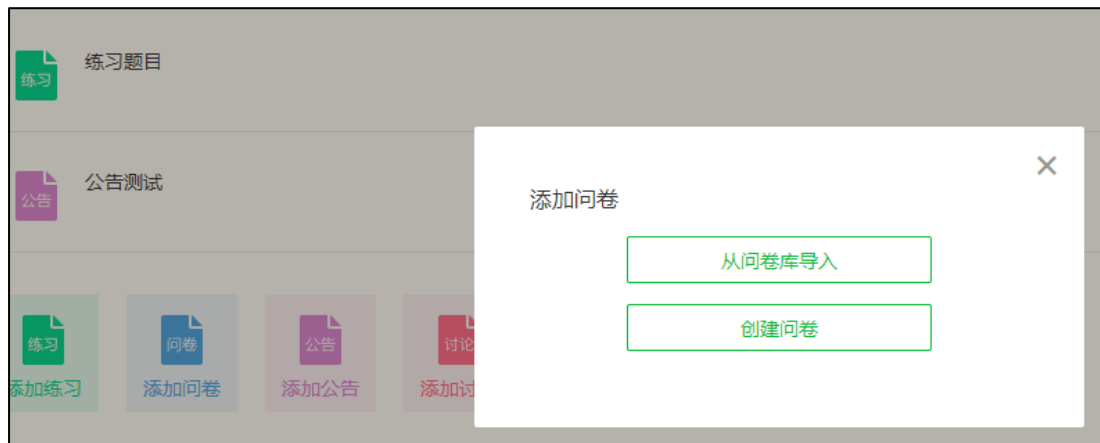 练习
练习题目
公告
公告测试
添加问卷
从问卷库导入
创建问卷
练习
问卷
公告
讨论
添加练习
添加问卷
添加公告
添加讨